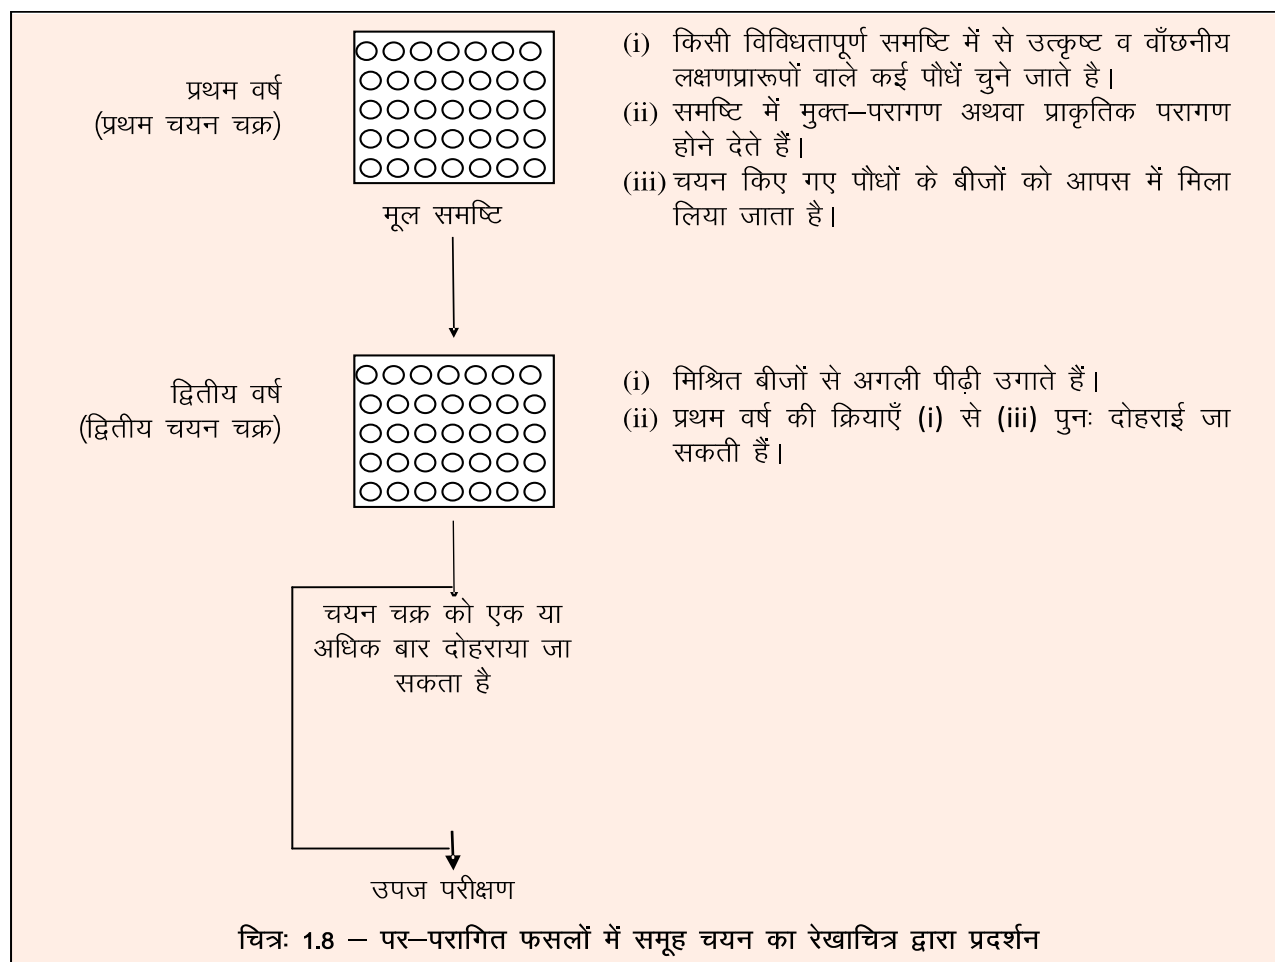 प्रथम वर्ष
(प्रथम चयन चक्र)
मूल समष्टि
(i) किसी विविधतापूर्ण समष्टि में से उत्कृष्ट व वाँछनीय
लक्षणप्रारूपों वाले कई पौधें चुने जाते है।
(ii) समष्टि में मुक्त–परागण अथवा प्राकृतिक परागण
होने देते हैं।
(iii) चयन किए गए पौधों के बीजों को आपस में मिला
लिया जाता है।
द्वितीय वर्ष
(द्वितीय चयन चक्र)
(i) मिश्रित बीजों से अगली पीढ़ी उगाते हैं।
(ii) प्रथम वर्ष की क्रियाएँ (i) से (iii) पुनः दोहराई जा
सकती हैं।
चयन चक्र को एक या
अधिक बार दोहराया जा
सकता है
उपज परीक्षण
चित्रः 1.8 – पर–परागित फसलों में समूह चयन का रेखाचित्र द्वारा प्रदर्शन